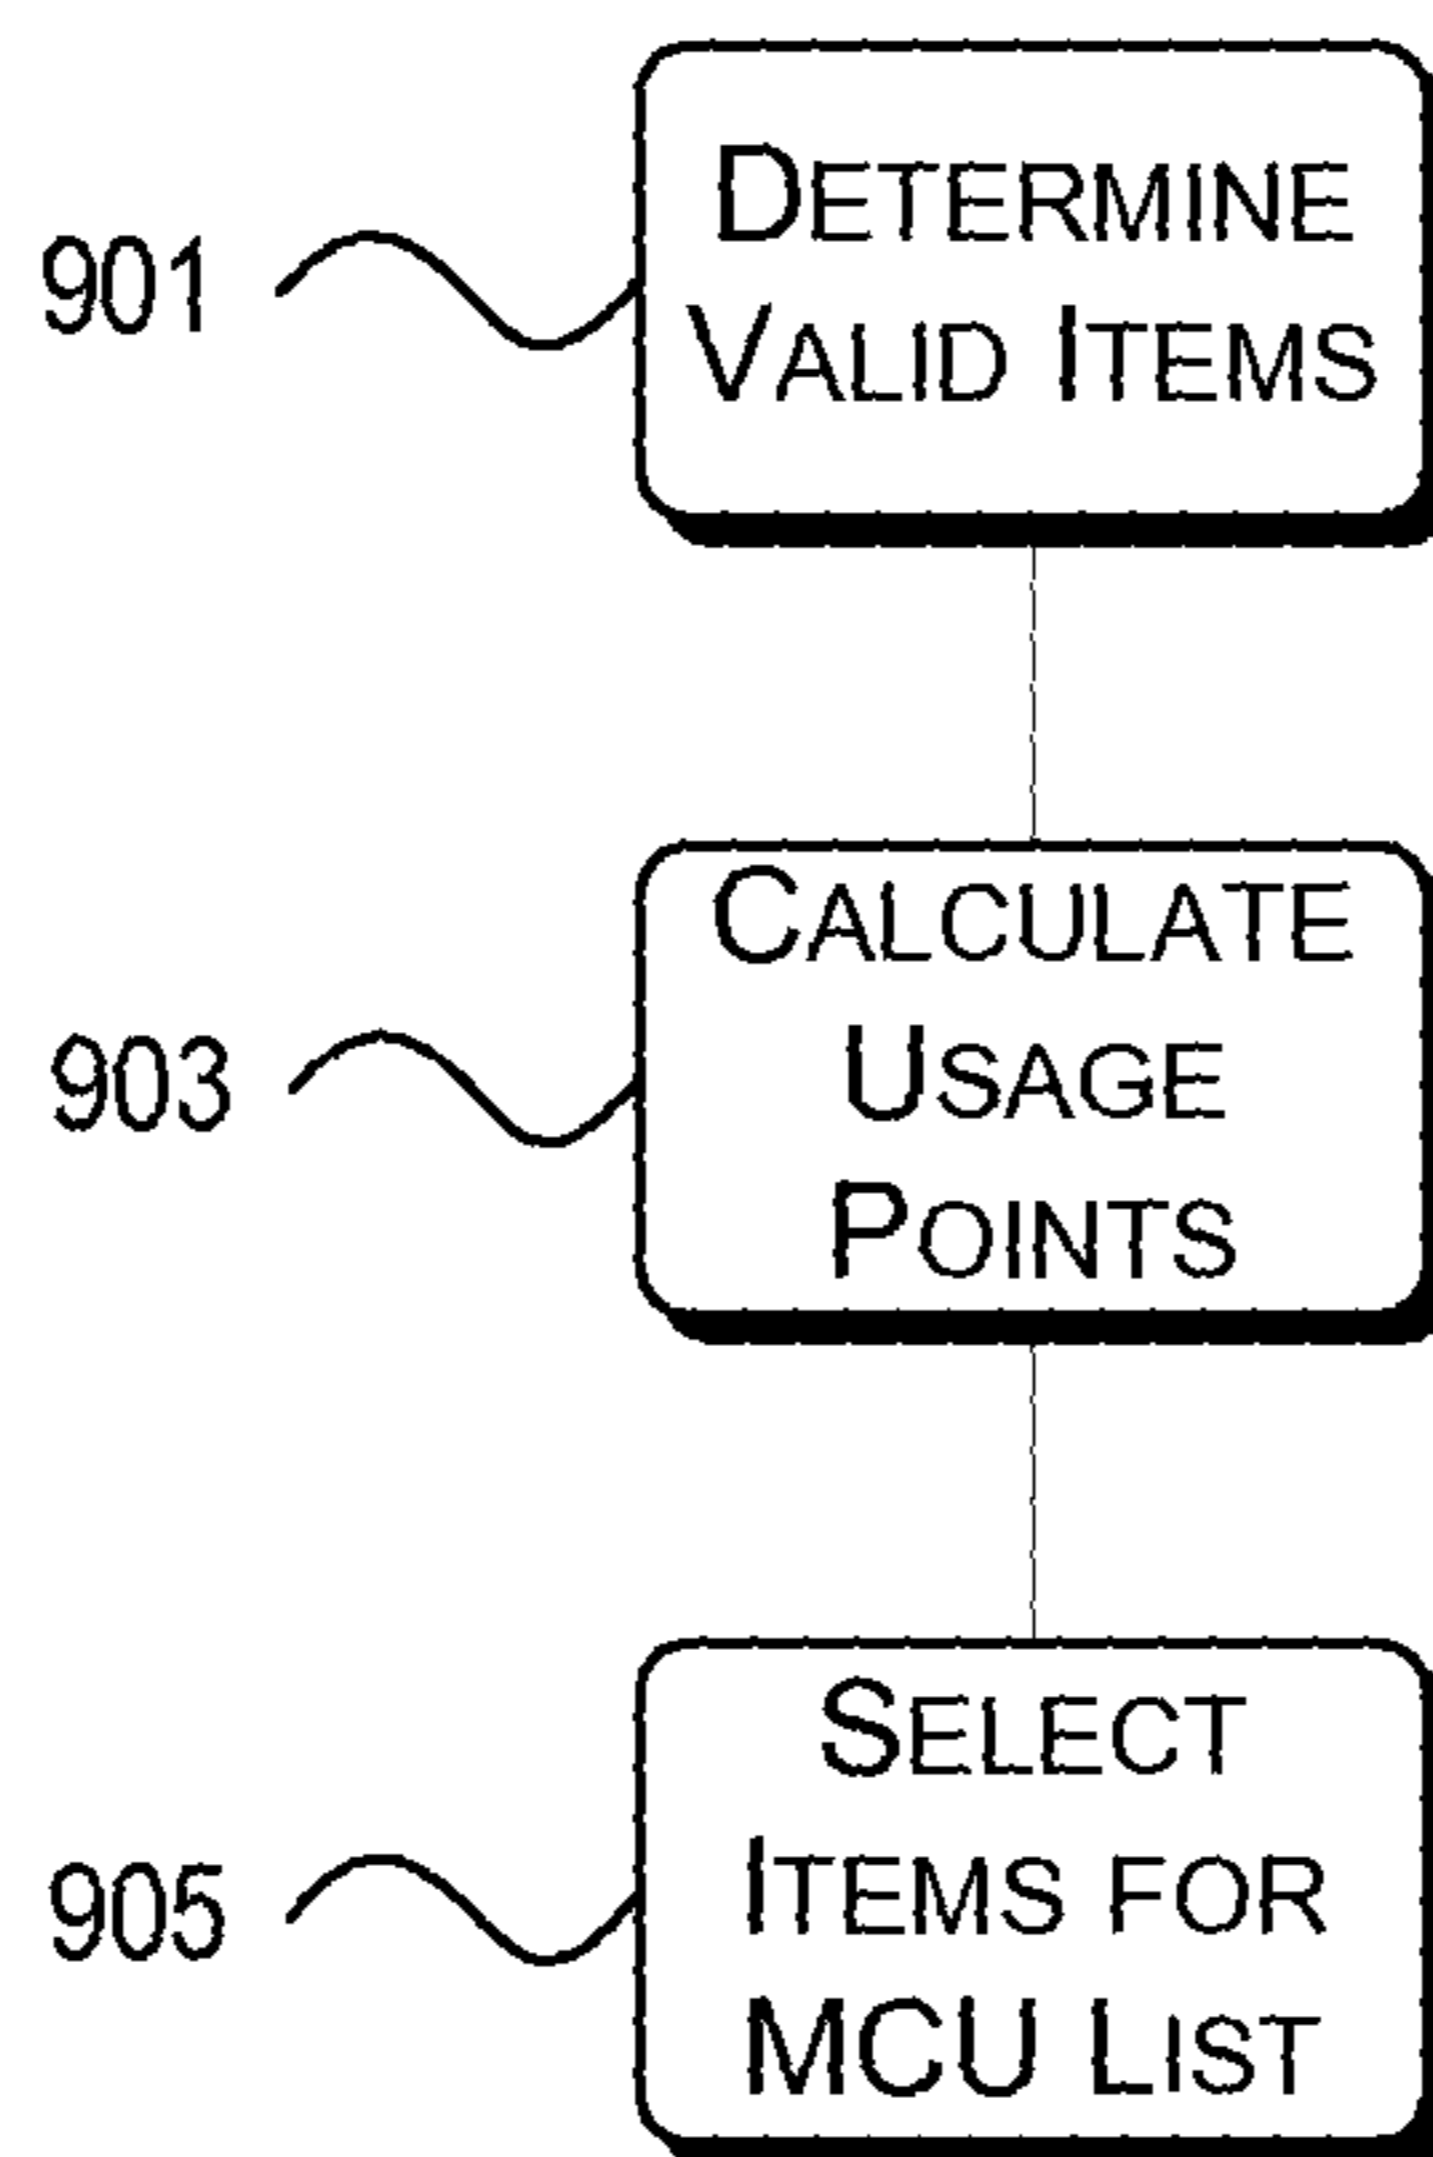 901
DETERMINE
VALID ITEMS
903
CALCULATE
USAGE
POINTS
905
SELECT
ITEMS FOR
MCU LIST